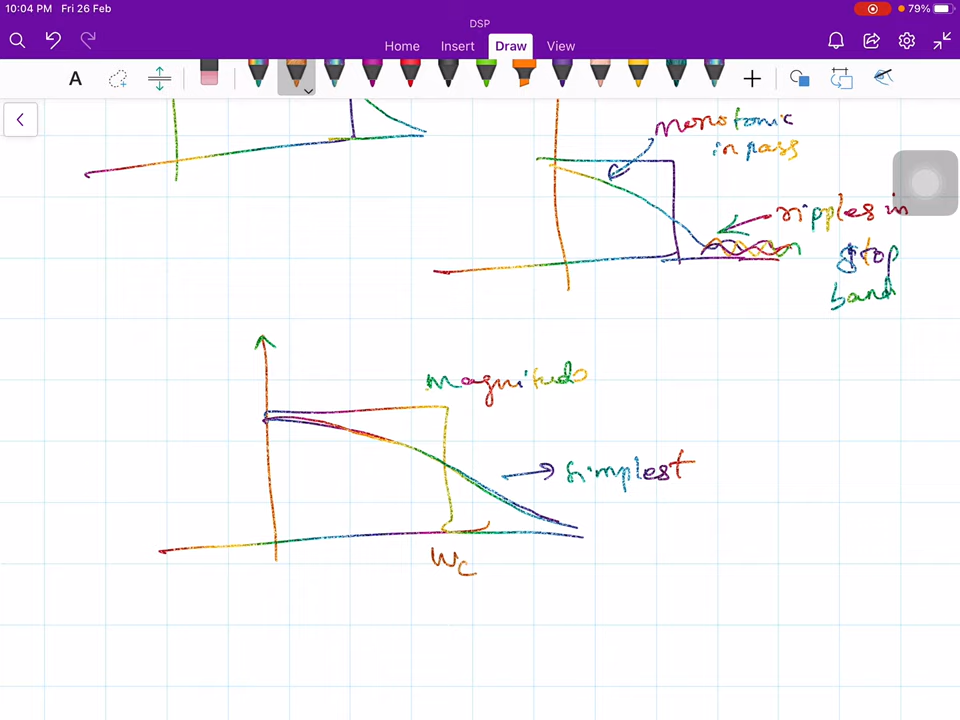 10:04 PM Fri 26 Feb
79%
DSP
Home Insert Draw View
A
monotonic
in pass
ripples in
stop
band
magnitude
simplest
Wc